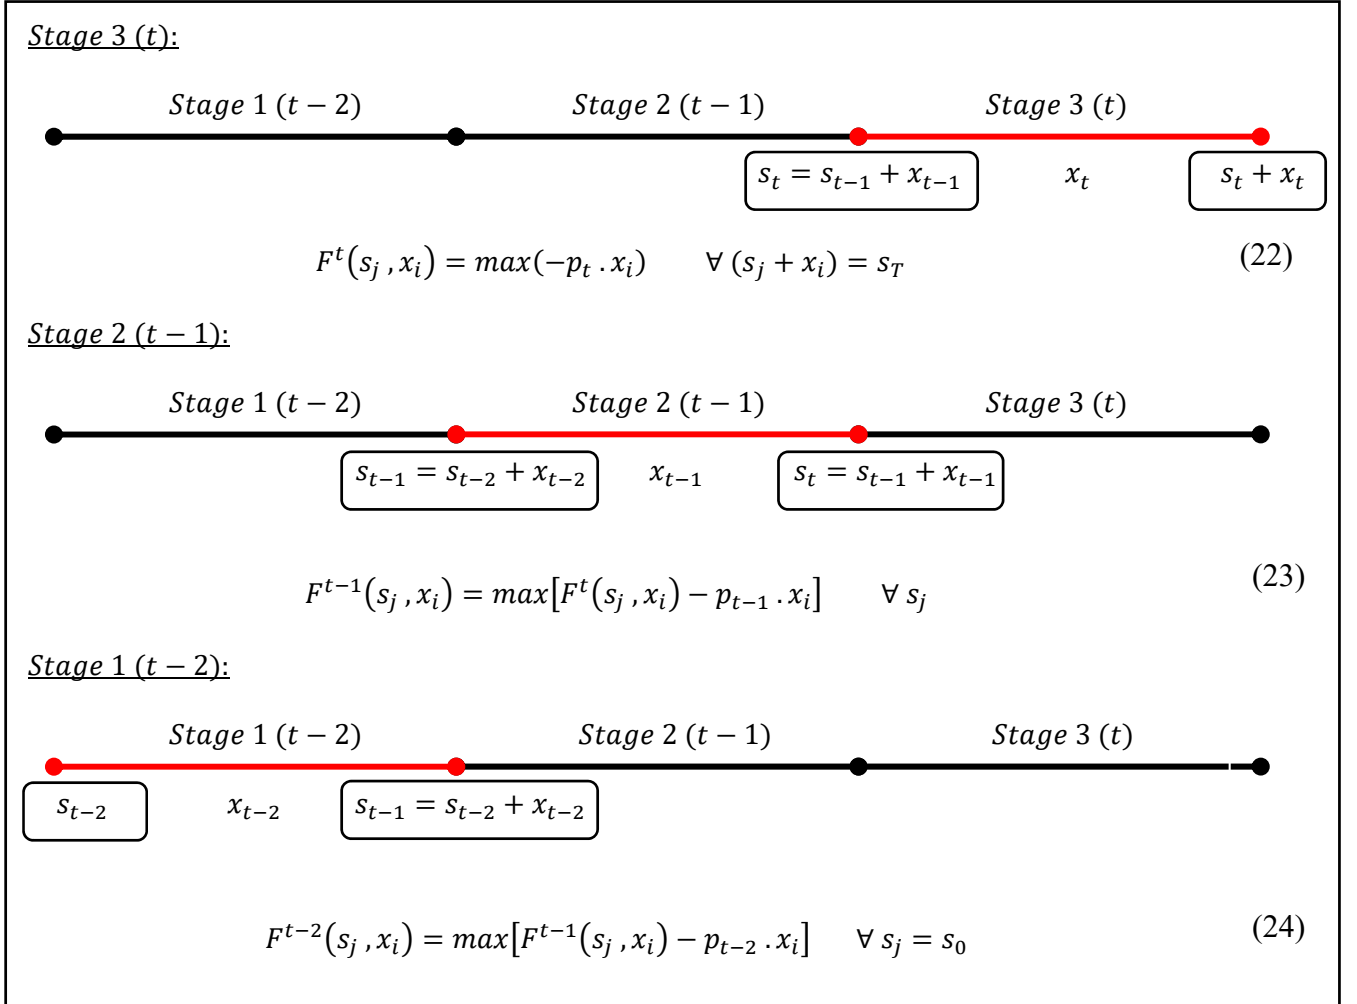 Stage 3 (t):
Stage 1 (t − 2) Stage 2 (t − 1) Stage 3 (t)
s_t = s_{t−1} + x_{t−1} x_t s_t + x_t
F^t(s_j , x_i) = max(−p_t . x_i) ∀ (s_j + x_i) = s_T (22)
Stage 2 (t − 1):
Stage 1 (t − 2) Stage 2 (t − 1) Stage 3 (t)
s_{t−1} = s_{t−2} + x_{t−2} x_{t−1} s_t = s_{t−1} + x_{t−1}
F^{t−1}(s_j , x_i) = max[F^t(s_j , x_i) − p_{t−1} . x_i] ∀ s_j (23)
Stage 1 (t − 2):
Stage 1 (t − 2) Stage 2 (t − 1) Stage 3 (t)
s_{t−2} x_{t−2} s_{t−1} = s_{t−2} + x_{t−2}
F^{t−2}(s_j , x_i) = max[F^{t−1}(s_j , x_i) − p_{t−2} . x_i] ∀ s_j = s_0 (24)